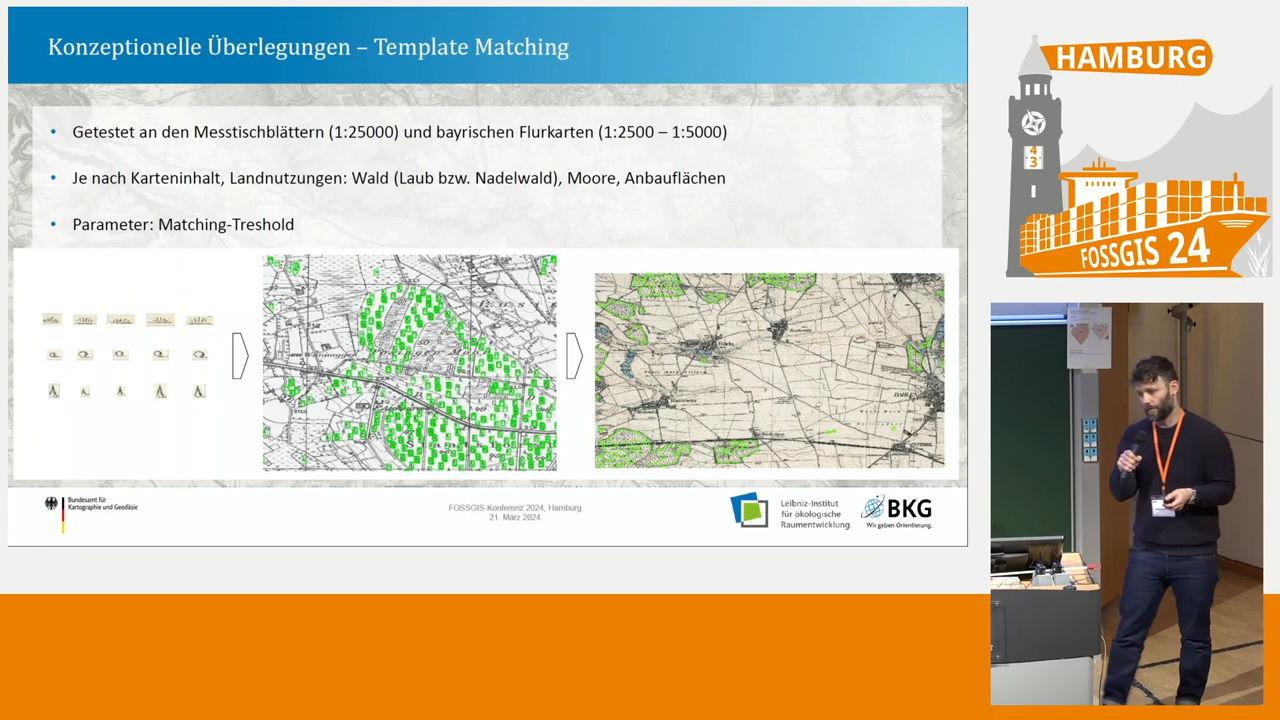 Konzeptionelle Überlegungen – Template Matching
• Getestet an den Messtischblättern (1:25000) und bayrischen Flurkarten (1:2500 – 1:5000)
• Je nach Karteninhalt, Landnutzungen: Wald (Laub bzw. Nadelwald), Moore, Anbauflächen
• Parameter: Matching-Treshold
Bundesamt für
Kartographie und Geodäsie
FOSSGIS-Konferenz 2024, Hamburg
21. März 2024
Leibniz-Institut
für ökologische
Raumentwicklung
BKG
Wir geben Orientierung.
HAMBURG
4
3
FOSSGIS 24